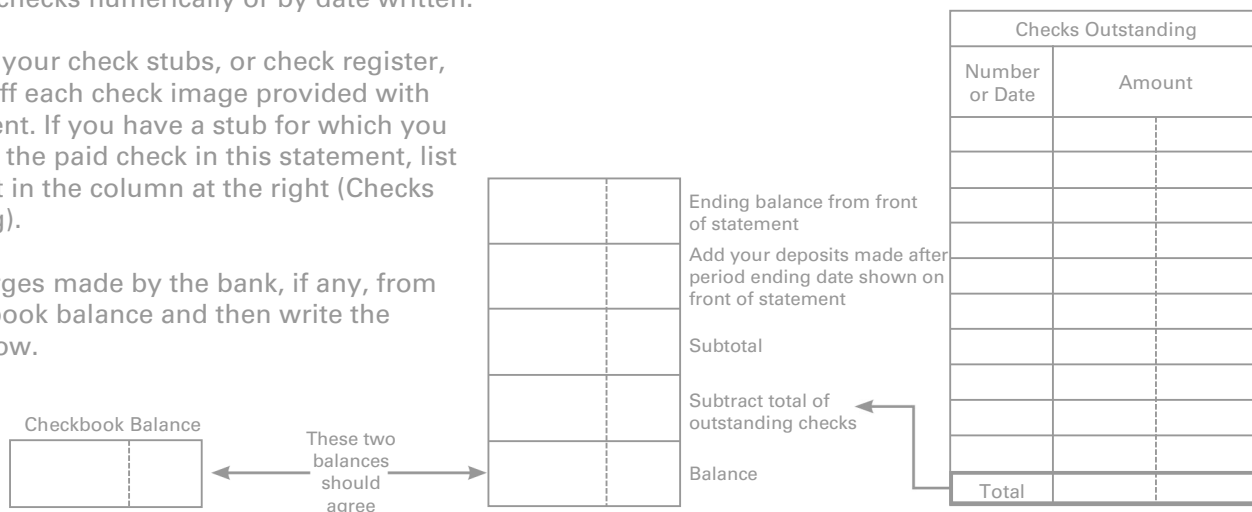 checks numerically or by date written.
your check stubs, or check register,
ff each check image provided with
ent. If you have a stub for which you
the paid check in this statement, list
t in the column at the right (Checks
g).
rges made by the bank, if any, from
book balance and then write the
ow.
Checkbook Balance
These two
balances
should
agree
Ending balance from front
of statement
Add your deposits made after
period ending date shown on
front of statement
Subtotal
Subtract total of
outstanding checks
Balance
Checks Outstanding
Number
or Date
Amount
Total